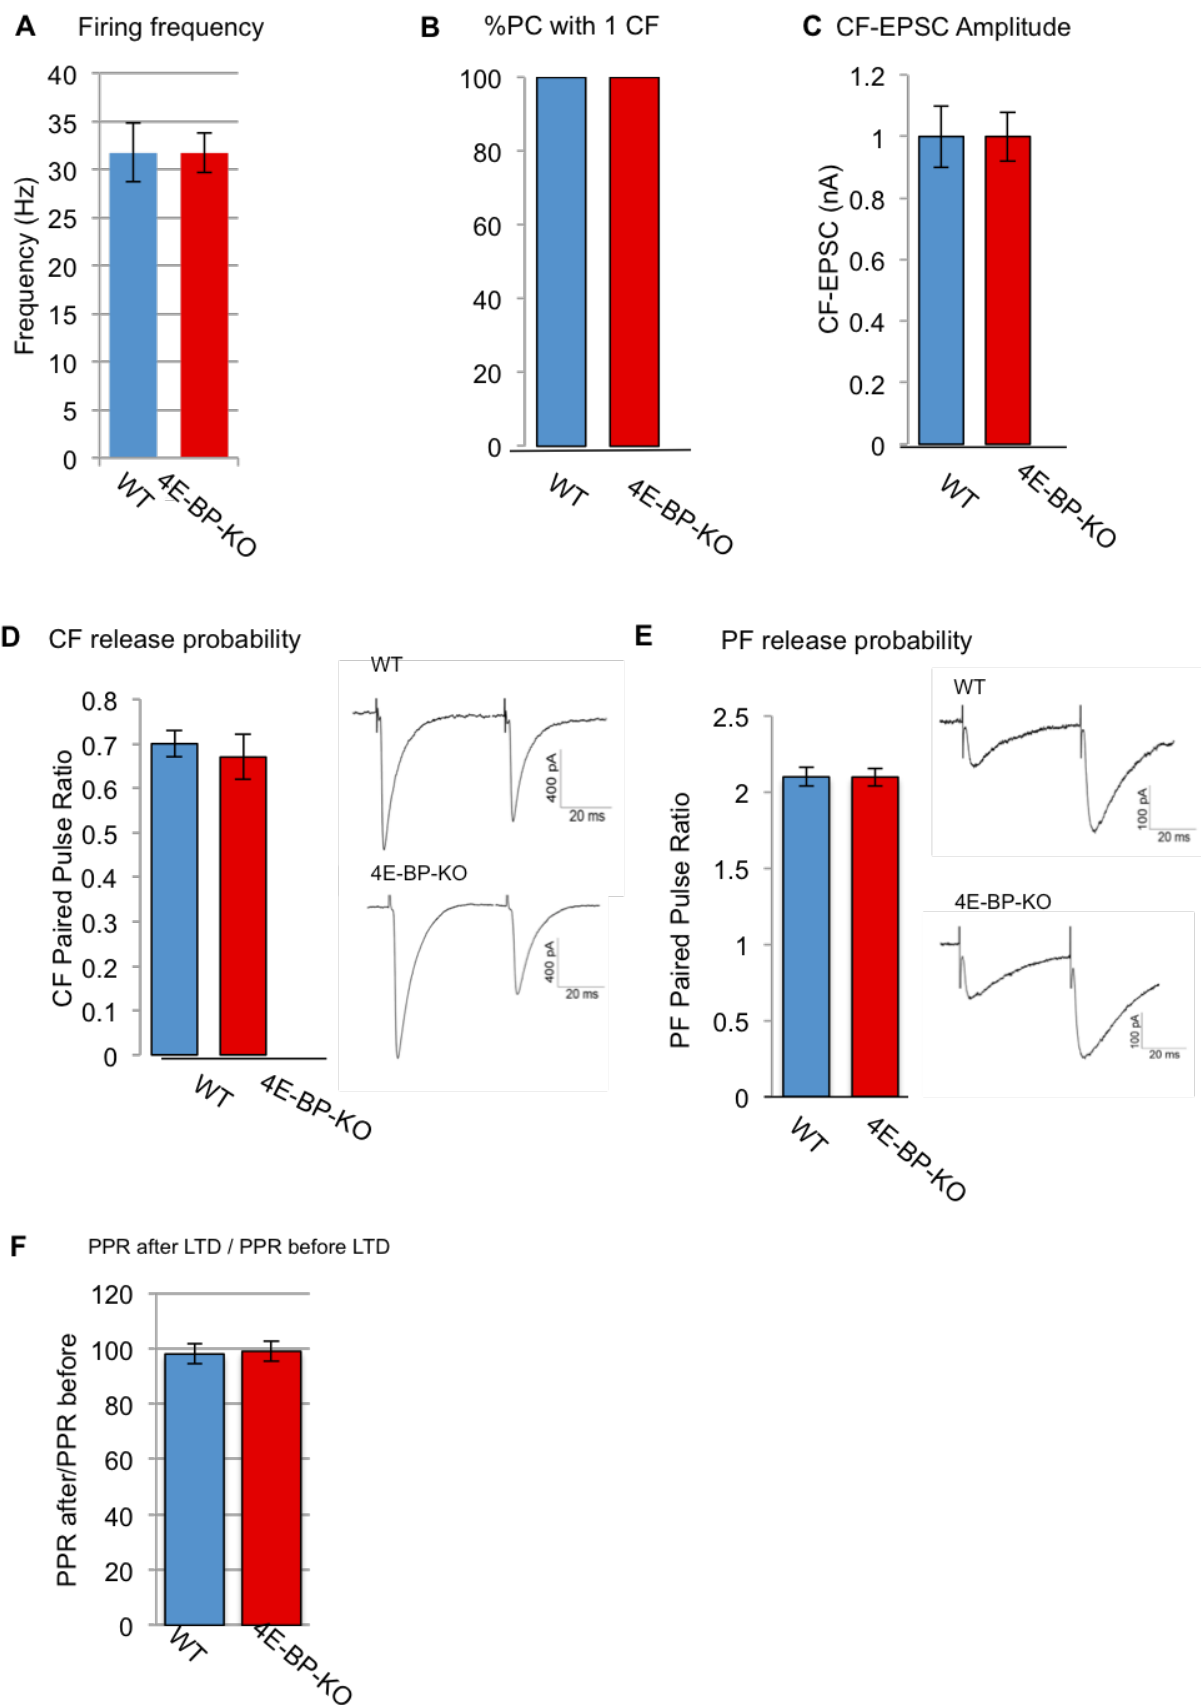 A Firing frequency
40
35
30
25
20
15
10
5
0
Frequency (Hz)
WT
4E-BP-KO
B %PC with 1 CF
100
80
60
40
20
0
WT
4E-BP-KO
C CF-EPSC Amplitude
1.2
1
0.8
0.6
0.4
0.2
0
CF-EPSC (nA)
WT
4E-BP-KO
D CF release probability
0.8
0.7
0.6
0.5
0.4
0.3
0.2
0.1
0
CF Paired Pulse Ratio
WT
4E-BP-KO
WT
400 pA
20 ms
4E-BP-KO
400 pA
20 ms
E PF release probability
2.5
2
1.5
1
0.5
0
PF Paired Pulse Ratio
WT
4E-BP-KO
WT
100 pA
20 ms
4E-BP-KO
100 pA
20 ms
F PPR after LTD / PPR before LTD
120
100
80
60
40
20
0
PPR after/PPR before
WT
4E-BP-KO